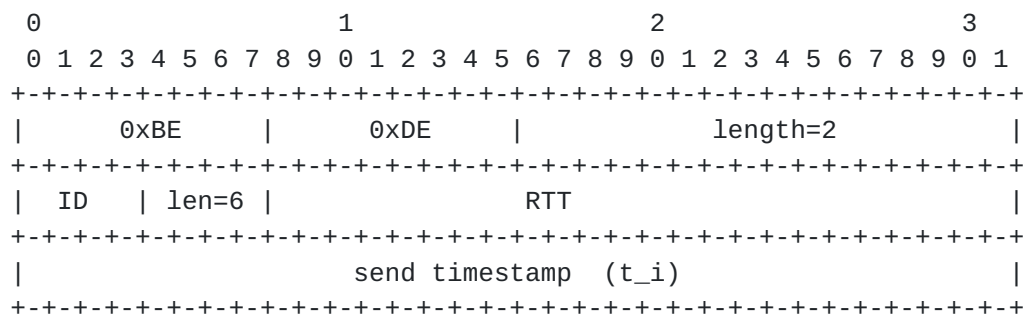 0                   1                   2                   3
 0 1 2 3 4 5 6 7 8 9 0 1 2 3 4 5 6 7 8 9 0 1 2 3 4 5 6 7 8 9 0 1
+-+-+-+-+-+-+-+-+-+-+-+-+-+-+-+-+-+-+-+-+-+-+-+-+-+-+-+-+-+-+-+-+
|      0xBE     |      0xDE     |            length=2           |
+-+-+-+-+-+-+-+-+-+-+-+-+-+-+-+-+-+-+-+-+-+-+-+-+-+-+-+-+-+-+-+-+
|  ID   | len=6 |                RTT                            |
+-+-+-+-+-+-+-+-+-+-+-+-+-+-+-+-+-+-+-+-+-+-+-+-+-+-+-+-+-+-+-+-+
|                     send timestamp  (t_i)                     |
+-+-+-+-+-+-+-+-+-+-+-+-+-+-+-+-+-+-+-+-+-+-+-+-+-+-+-+-+-+-+-+-+